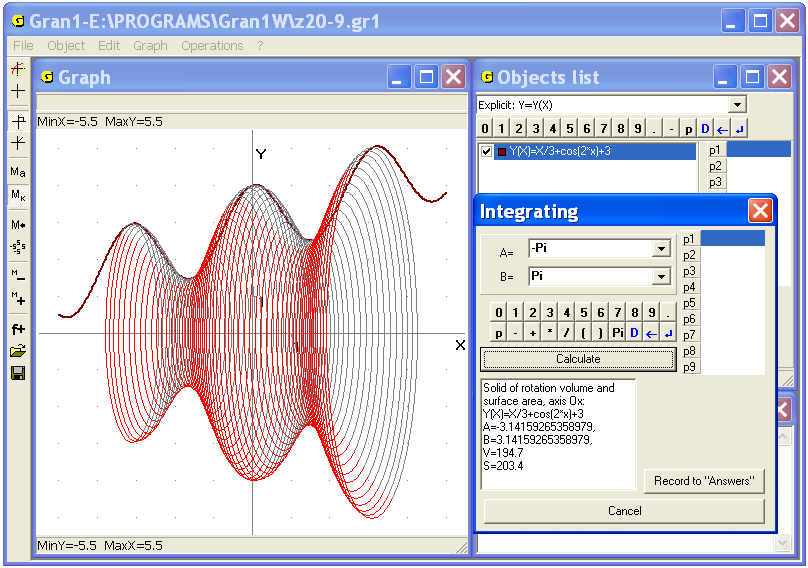 Gran1-E:\PROGRAMS\Gran1W\z20-9.gr1
File Object Edit Graph Operations ?
Graph
MinX=-5.5 MaxY=5.5
Y
1
1
X
MinY=-5.5 MaxX=5.5
Ma
Mк
M
-555
M
M
f+
Objects list
Explicit: Y=Y(X)
0 1 2 3 4 5 6 7 8 9 . - p D ← ↲
Y(X)=X/3+cos(2*x)+3
p1
p2
p3
Integrating
A= -Pi
B= Pi
0 1 2 3 4 5 6 7 8 9 .
p - + * / ( ) Pi D ← ↲
Calculate
p1
p2
p3
p4
p5
p6
p7
p8
p9
Solid of rotation volume and
surface area, axis Ox:
Y(X)=X/3+cos(2*x)+3
A=-3.14159265358979,
B=3.14159265358979,
V=194.7
S=203.4
Record to "Answers"
Cancel